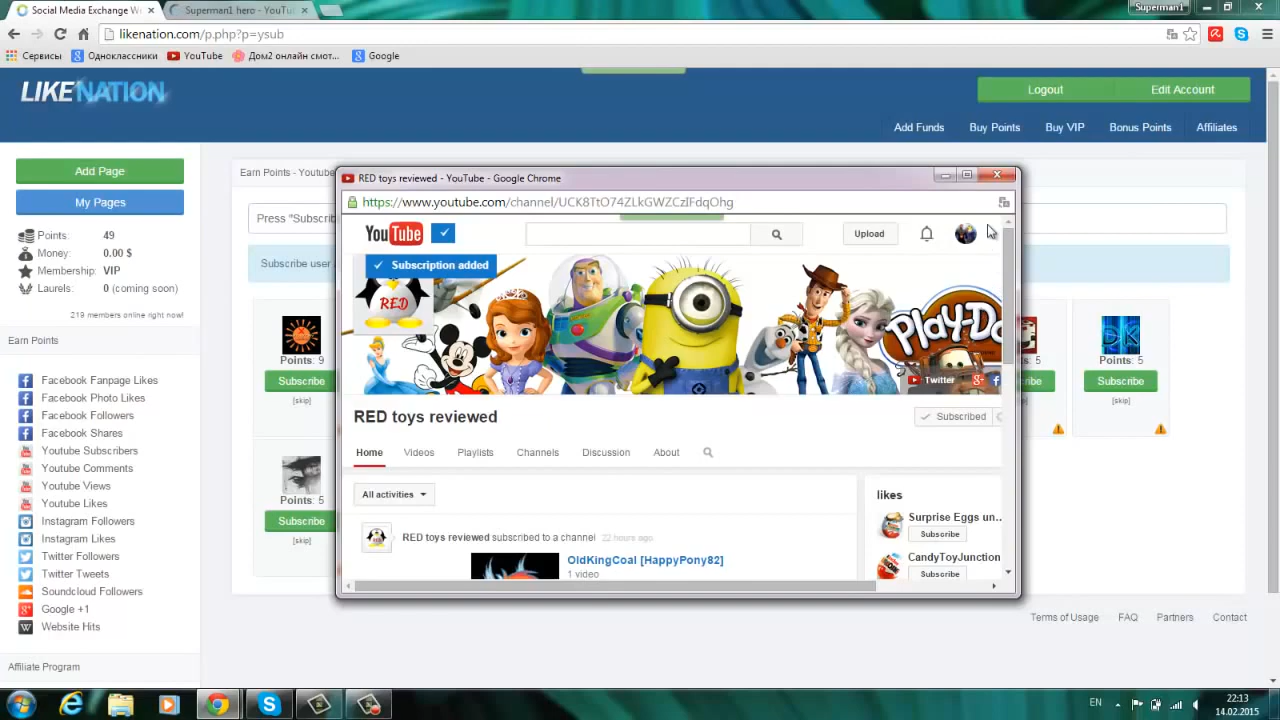 Social Media Exchange W
Superman1 hero - YouTu
Superman1
likenation.com/p.php?p=ysub
Сервисы
Одноклассники
YouTube
Дом2 онлайн смот...
Google
LIKENATION
Logout
Edit Account
Add Funds
Buy Points
Buy VIP
Bonus Points
Affiliates
Add Page
My Pages
Points: 49
Money: 0.00 $
Membership: VIP
Laurels: 0 (coming soon)
219 members online right now!
Earn Points
Facebook Fanpage Likes
Facebook Photo Likes
Facebook Followers
Facebook Shares
Youtube Subscribers
Youtube Comments
Youtube Views
Youtube Likes
Instagram Followers
Instagram Likes
Twitter Followers
Twitter Tweets
Soundcloud Followers
Google +1
Website Hits
Affiliate Program
Earn Points - Youtube
Press "Subscrib
Subscribe user
Points: 9
Subscribe
[skip]
Points: 5
Subscribe
[skip]
RED toys reviewed - YouTube - Google Chrome
https://www.youtube.com/channel/UCK8TtO74ZLkGWZCzIFdqOhg
YouTube
Upload
Subscription added
RED
PLAY-DO
Twitter
RED toys reviewed
Subscribed
Home
Videos
Playlists
Channels
Discussion
About
All activities
RED toys reviewed subscribed to a channel 22 hours ago
OldKingCoal [HappyPony82]
1 video
likes
Surprise Eggs un...
Subscribe
CandyToyJunction
Subscribe
: 5
ribe
DK
Points: 5
Subscribe
[skip]
Terms of Usage
FAQ
Partners
Contact
EN
22:13
14.02.2015